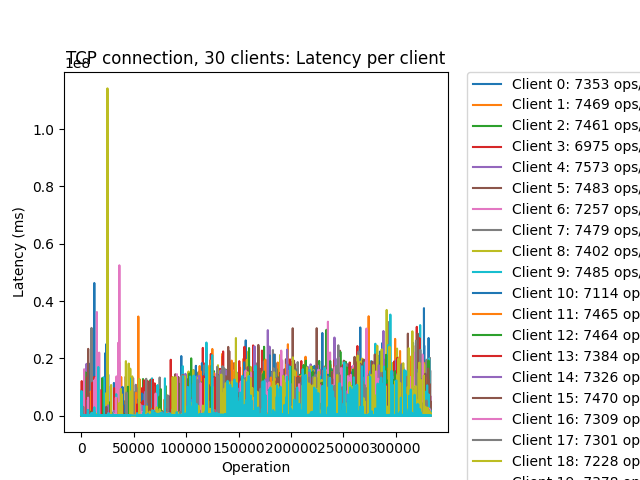 TCP connection, 30 clients: Latency per client
1e8
1.0
0.8
0.6
0.4
0.2
0.0
Latency (ms)
0 50000 100000 150000 200000 250000 300000
Operation
Client 0: 7353 ops/
Client 1: 7469 ops/
Client 2: 7461 ops/
Client 3: 6975 ops/
Client 4: 7573 ops/
Client 5: 7483 ops/
Client 6: 7257 ops/
Client 7: 7479 ops/
Client 8: 7402 ops/
Client 9: 7485 ops/
Client 10: 7114 op
Client 11: 7465 op
Client 12: 7464 op
Client 13: 7384 op
Client 14: 7326 op
Client 15: 7470 op
Client 16: 7309 op
Client 17: 7301 op
Client 18: 7228 op